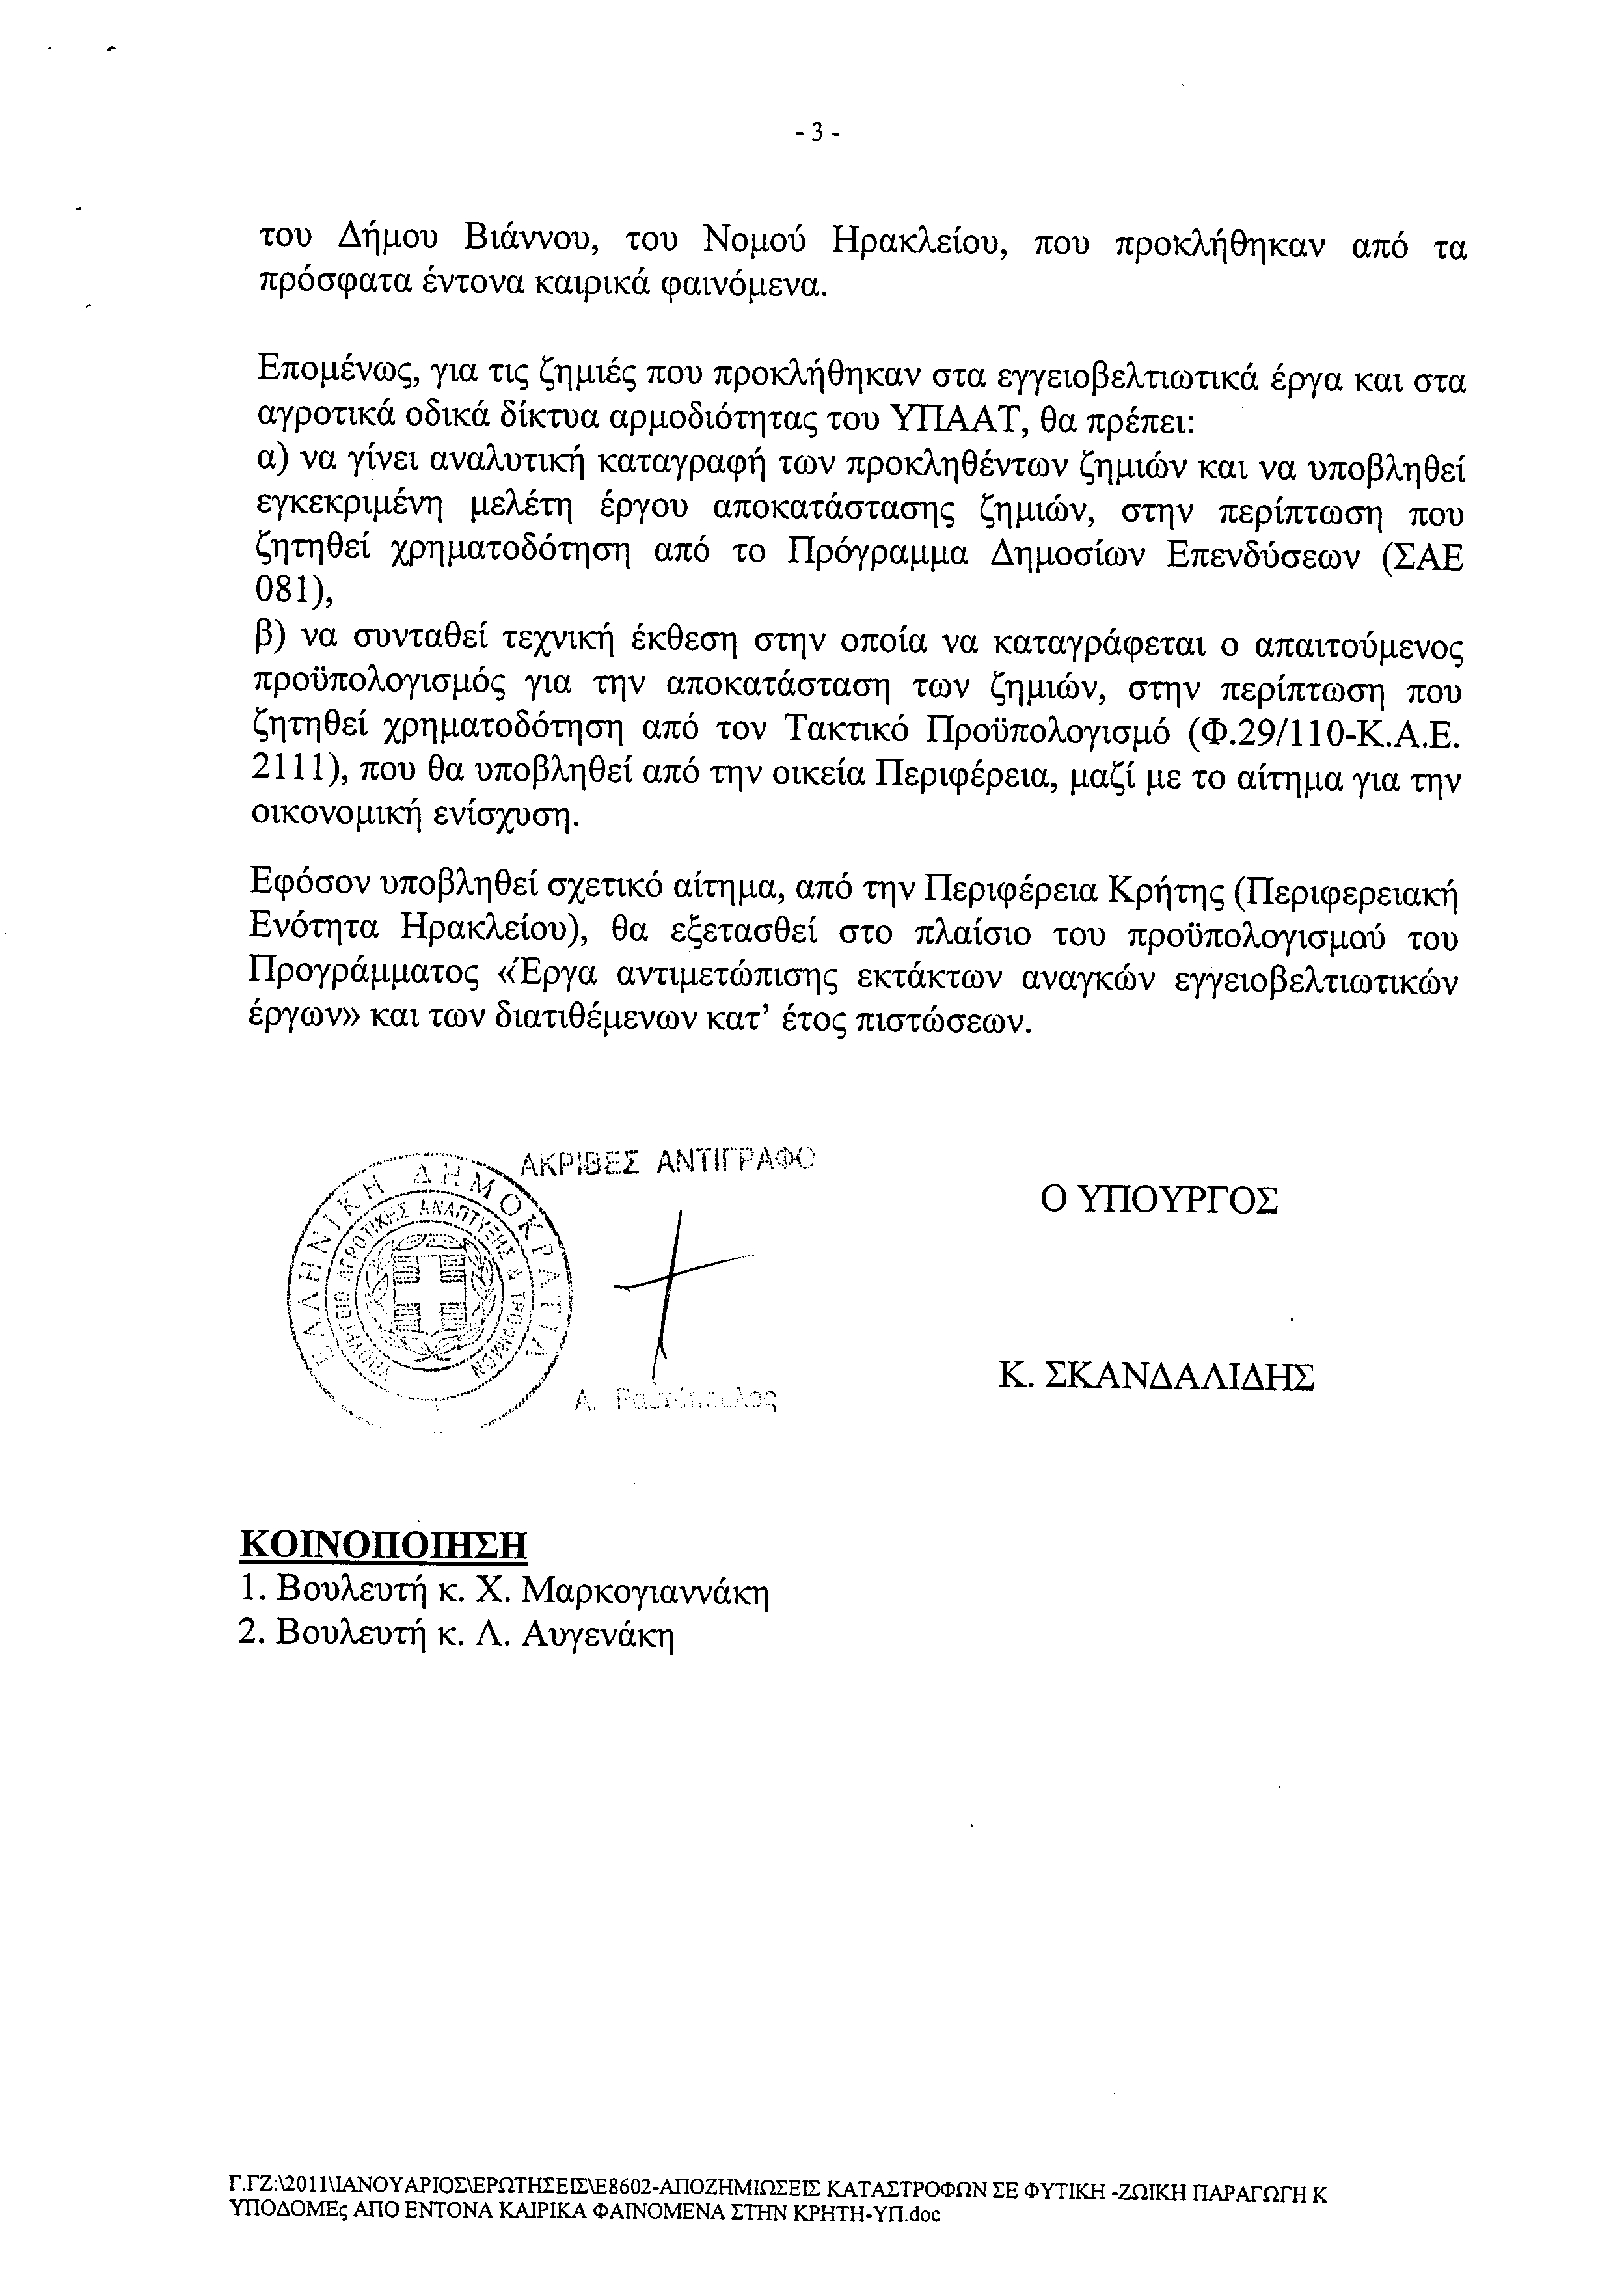 - 3 -
του Δήμου Βιάννου, του Νομού Ηρακλείου, που προκλήθηκαν από τα
πρόσφατα έντονα καιρικά φαινόμενα.
Επομένως, για τις ζημιές που προκλήθηκαν στα εγγειοβελτιωτικά έργα και στα
αγροτικά οδικά δίκτυα αρμοδιότητας του ΥΠΑΑΤ, θα πρέπει:
α) να γίνει αναλυτική καταγραφή των προκληθέντων ζημιών και να υποβληθεί
εγκεκριμένη μελέτη έργου αποκατάστασης ζημιών, στην περίπτωση που
ζητηθεί χρηματοδότηση από το Πρόγραμμα Δημοσίων Επενδύσεων (ΣΑΕ
081),
β) να συνταθεί τεχνική έκθεση στην οποία να καταγράφεται ο απαιτούμενος
προϋπολογισμός για την αποκατάσταση των ζημιών, στην περίπτωση που
ζητηθεί χρηματοδότηση από τον Τακτικό Προϋπολογισμό (Φ.29/110-Κ.Α.Ε.
2111), που θα υποβληθεί από την οικεία Περιφέρεια, μαζί με το αίτημα για την
οικονομική ενίσχυση.
Εφόσον υποβληθεί σχετικό αίτημα, από την Περιφέρεια Κρήτης (Περιφερειακή
Ενότητα Ηρακλείου), θα εξετασθεί στο πλαίσιο του προϋπολογισμού του
Προγράμματος «Έργα αντιμετώπισης εκτάκτων αναγκών εγγειοβελτιωτικών
έργων» και των διατιθέμενων κατ’ έτος πιστώσεων.
ΑΚΡΙΒΕΣ ΑΝΤΙΓΡΑΦΟ
ΕΛΛΗΝΙΚΗ ΔΗΜΟΚΡΑΤΙΑ
ΥΠΟΥΡΓΕΙΟ ΑΓΡΟΤΙΚΗΣ ΑΝΑΠΤΥΞΗΣ & ΤΡΟΦΙΜΩΝ
Ο ΥΠΟΥΡΓΟΣ
Κ. ΣΚΑΝΔΑΛΙΔΗΣ
Α.
ΚΟΙΝΟΠΟΙΗΣΗ
1. Βουλευτή κ. Χ. Μαρκογιαννάκη
2. Βουλευτή κ. Λ. Αυγενάκη
Γ.ΓΖ:\2011\ΙΑΝΟΥΑΡΙΟΣ\ΕΡΩΤΗΣΕΙΣ\Ε8602-ΑΠΟΖΗΜΙΩΣΕΙΣ ΚΑΤΑΣΤΡΟΦΩΝ ΣΕ ΦΥΤΙΚΗ -ΖΩΙΚΗ ΠΑΡΑΓΩΓΗ Κ
ΥΠΟΔΟΜΕς ΑΠΟ ΕΝΤΟΝΑ ΚΑΙΡΙΚΑ ΦΑΙΝΟΜΕΝΑ ΣΤΗΝ ΚΡΗΤΗ-ΥΠ.doc